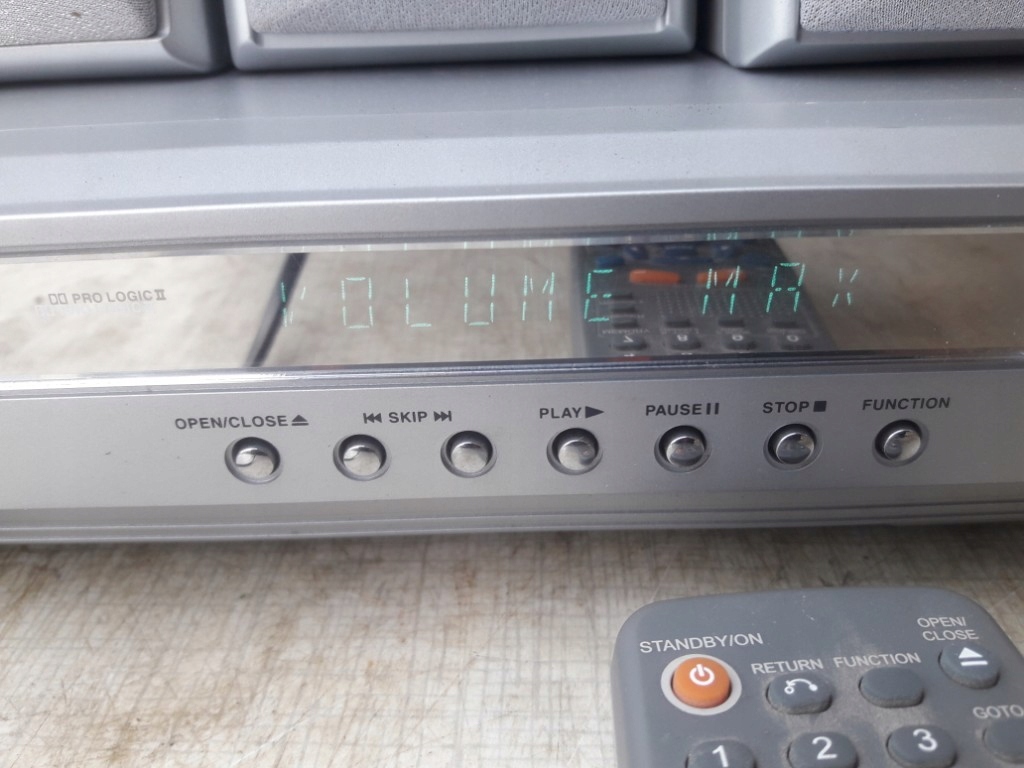 PRO LOGIC II
VOLUME MAX
OPEN/CLOSE
SKIP
PLAY
PAUSE
STOP
FUNCTION
STANDBY/ON
RETURN
FUNCTION
OPEN/
CLOSE
GOTO
1
2
3